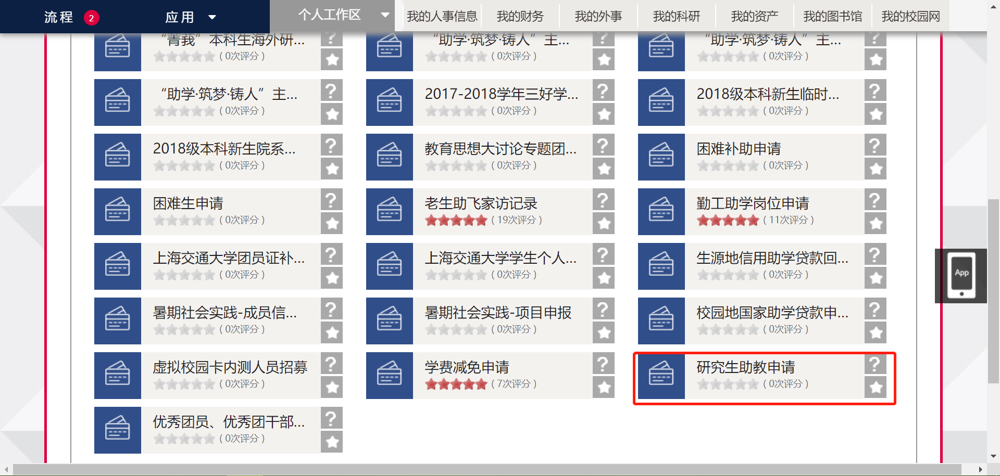 流程 2 应用 个人工作区 我的人事信息 我的财务 我的外事 我的科研 我的资产 我的图书馆 我的校园网
“菁莪”本科生海外研... “助学·筑梦·铸人”主... “助学·筑梦·铸人”主...
( 0次评分 ) ( 0次评分 ) ( 0次评分 )
“助学·筑梦·铸人”主... 2017-2018学年三好学... 2018级本科新生临时...
( 0次评分 ) ( 0次评分 ) ( 0次评分 )
2018级本科新生院系... 教育思想大讨论专题团... 困难补助申请
( 0次评分 ) ( 0次评分 ) ( 0次评分 )
困难生申请 老生助飞家访记录 勤工助学岗位申请
( 0次评分 ) ( 19次评分 ) ( 11次评分 )
上海交通大学团员证补... 上海交通大学学生个人... 生源地信用助学贷款回...
( 0次评分 ) ( 0次评分 ) ( 0次评分 )
App
暑期社会实践-成员信... 暑期社会实践-项目申报 校园地国家助学贷款申...
( 0次评分 ) ( 0次评分 ) ( 0次评分 )
虚拟校园卡内测人员招募 学费减免申请 研究生助教申请
( 0次评分 ) ( 7次评分 ) ( 0次评分 )
优秀团员、优秀团干部...
( 0次评分 )